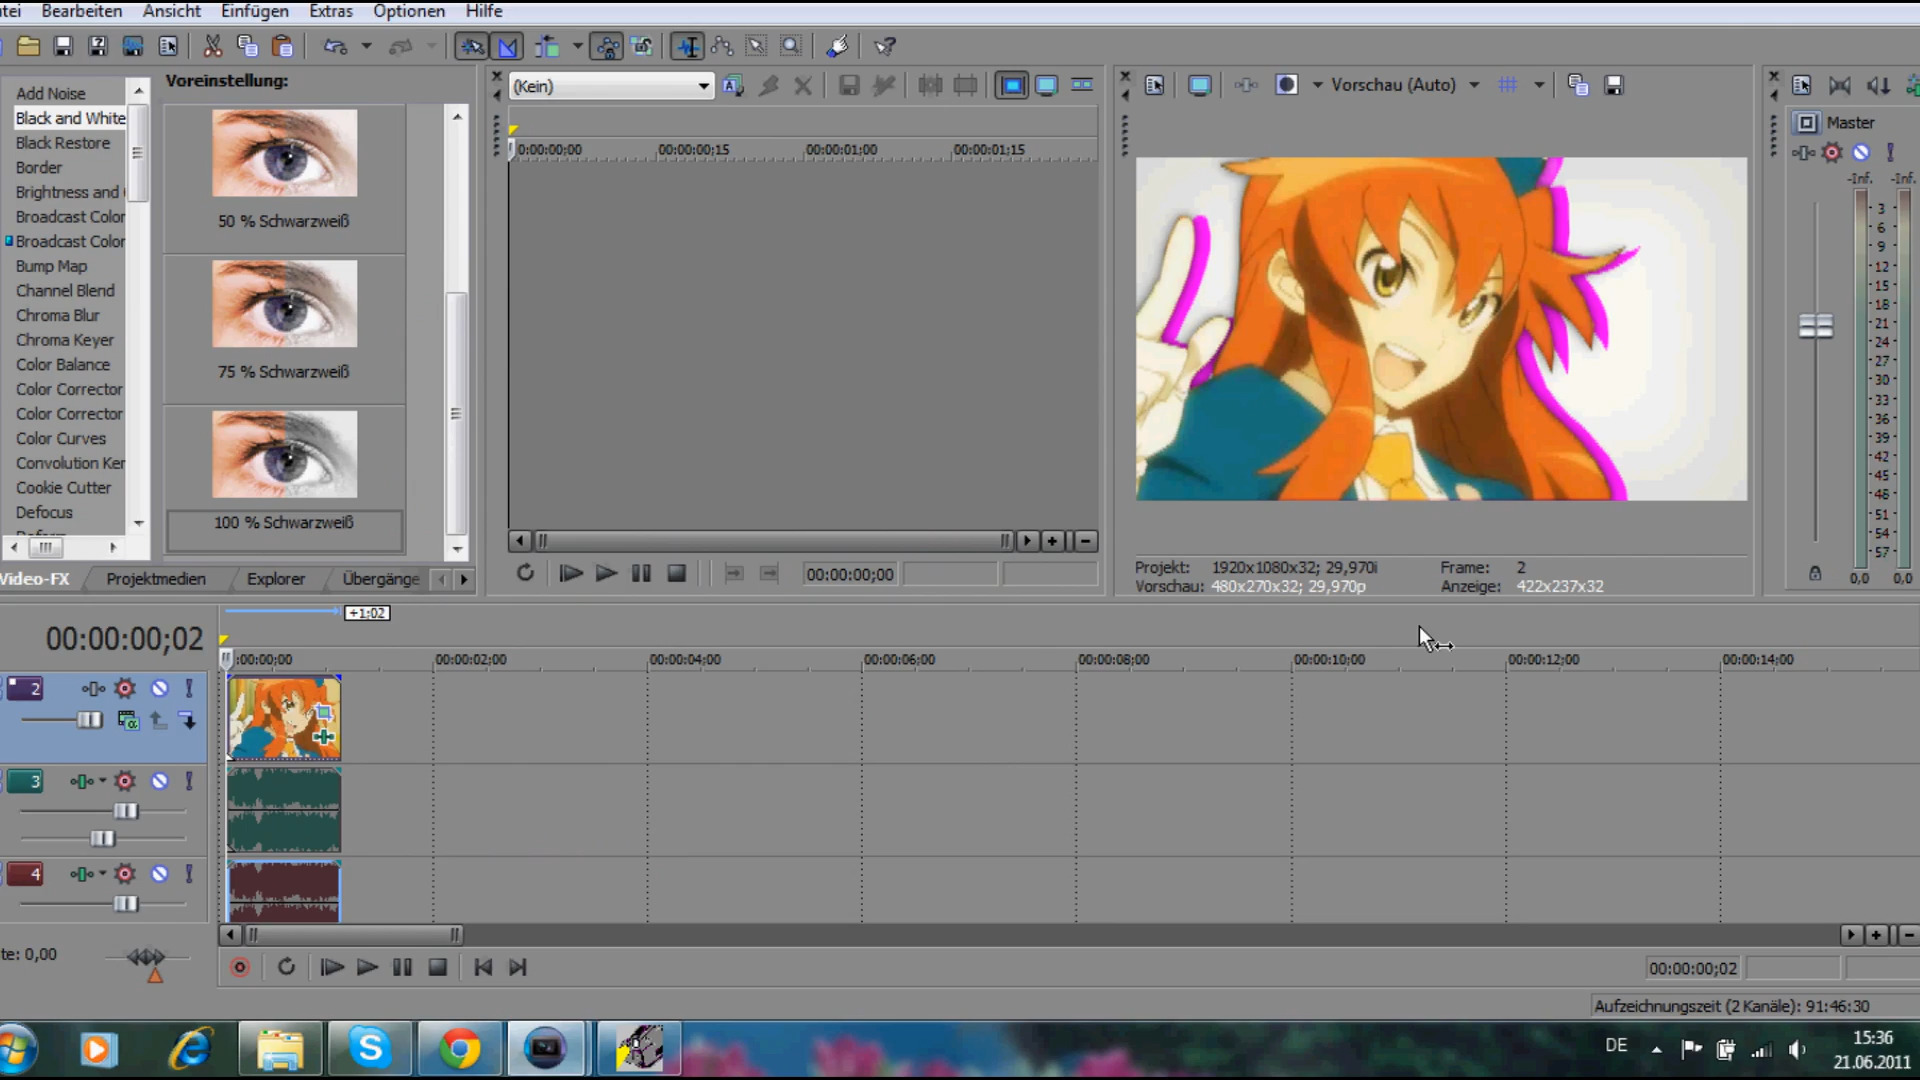 tei Bearbeiten Ansicht Einfügen Extras Optionen Hilfe
Voreinstellung:
Add Noise
Black and White
Black Restore
Border
Brightness and
Broadcast Color
Broadcast Color
Bump Map
Channel Blend
Chroma Blur
Chroma Keyer
Color Balance
Color Corrector
Color Corrector
Color Curves
Convolution Ker
Cookie Cutter
Defocus
50 % Schwarzweiß
75 % Schwarzweiß
100 % Schwarzweiß
Video-FX Projektmedien Explorer Übergänge
(Kein)
0:00:00;00 00:00:00;15 00:00:01;00 00:00:01;15
00:00:00;00
Vorschau (Auto)
Projekt: 1920x1080x32; 29,970i Frame: 2
Vorschau: 480x270x32; 29,970p Anzeige: 422x237x32
Master
-Inf. -Inf.
3
6
9
12
15
18
21
24
27
30
33
36
39
42
45
48
51
54
57
0,0 0,0
+1;02
00:00:00;02
:00:00;00 00:00:02;00 00:00:04;00 00:00:06;00 00:00:08;00 00:00:10;00 00:00:12;00 00:00:14;00
2
3
4
te: 0,00
00:00:00;02
Aufzeichnungszeit (2 Kanäle): 91:46:30
DE
15:36
21.06.2011